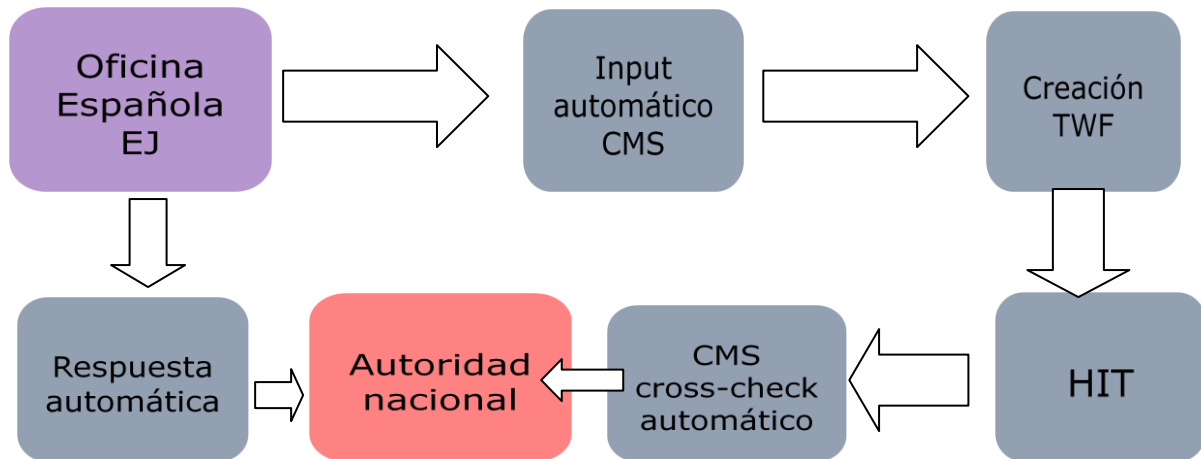 Oficina
Española
EJ
Input
automático
CMS
Creación
TWF
Respuesta
automática
Autoridad
nacional
CMS
cross-check
automático
HIT